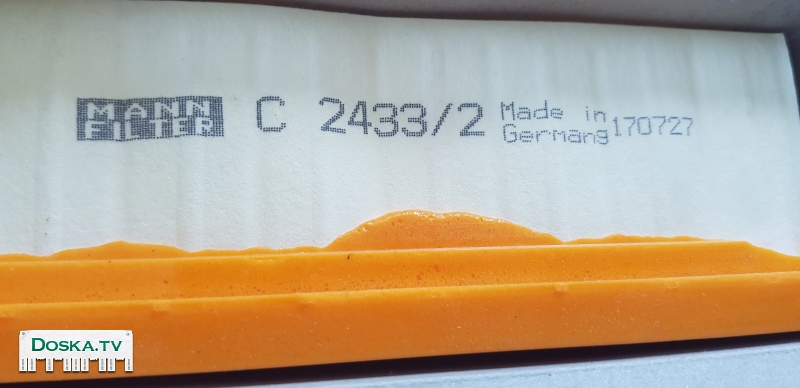 MANN FILTER C 2433/2 Made in Germany 170727
DOSKA.TV